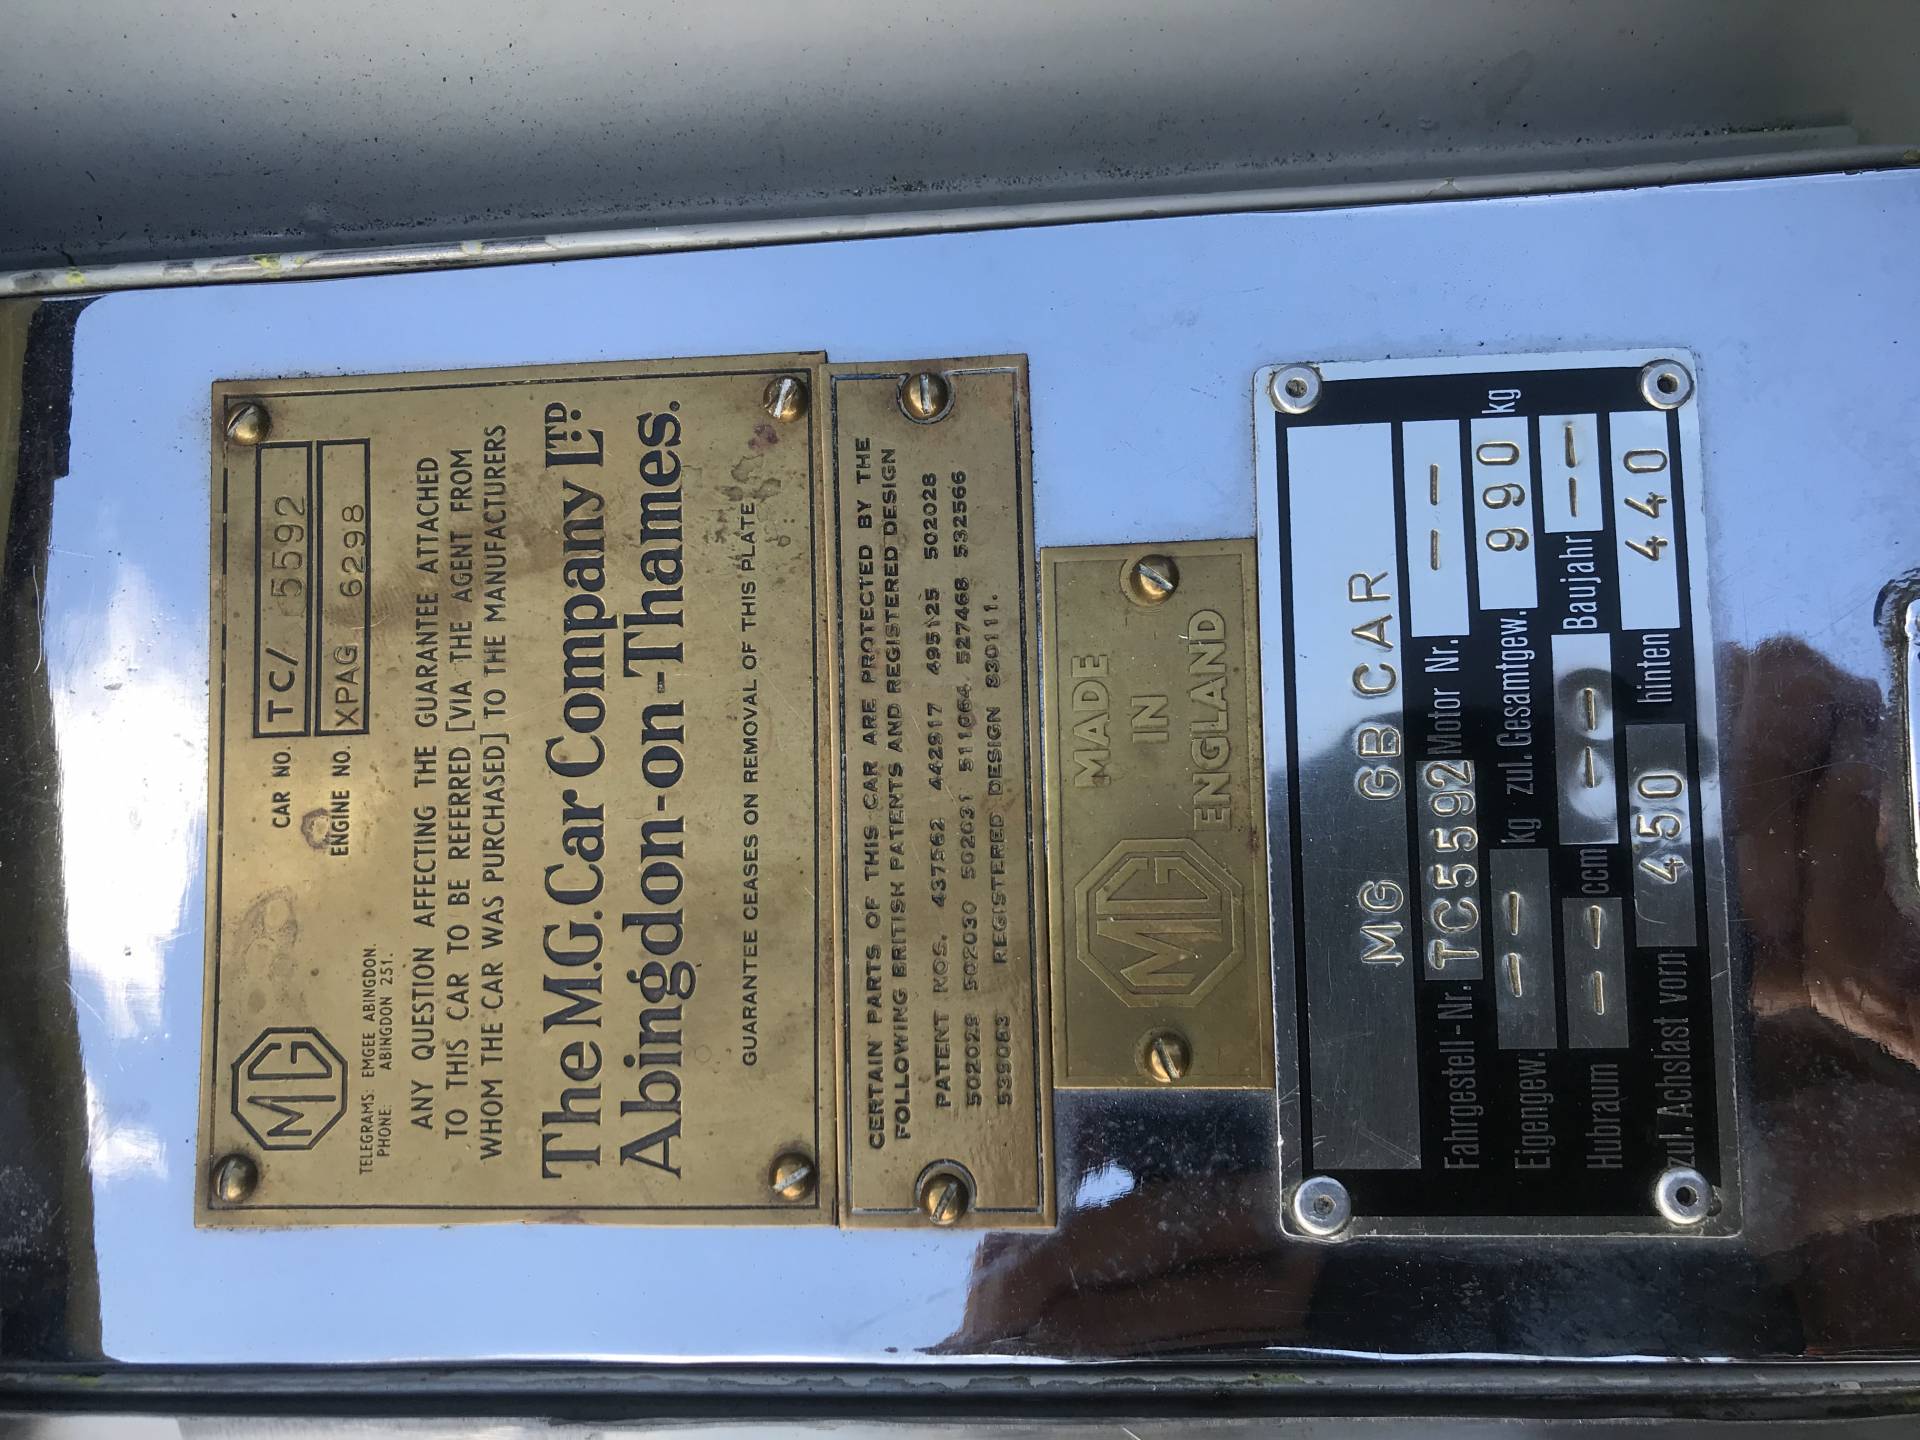 MG
CAR NO. TC/ 5592
ENGINE NO. XPAG 6298
TELEGRAMS: EMGEE ABINGDON.
PHONE: ABINGDON 251.
ANY QUESTION AFFECTING THE GUARANTEE ATTACHED
TO THIS CAR TO BE REFERRED [VIA THE AGENT FROM
WHOM THE CAR WAS PURCHASED] TO THE MANUFACTURERS
The M.G. Car Company LTD.
Abingdon-on-Thames.
GUARANTEE CEASES ON REMOVAL OF THIS PLATE
CERTAIN PARTS OF THIS CAR ARE PROTECTED BY THE
FOLLOWING BRITISH PATENTS AND REGISTERED DESIGN
PATENT NOS. 437562 442917 495125 502028
502029 502030 502031 511064 527468 532566
539083 REGISTERED DESIGN 830111.
MG
MADE
IN
ENGLAND
MG GB CAR
Fahrgestell-Nr. TC5592 Motor Nr. --
Eigengew. -- kg zul. Gesamtgew. 990 kg
Hubraum -- ccm -- Baujahr --
zul. Achslast vorn 450 hinten 440